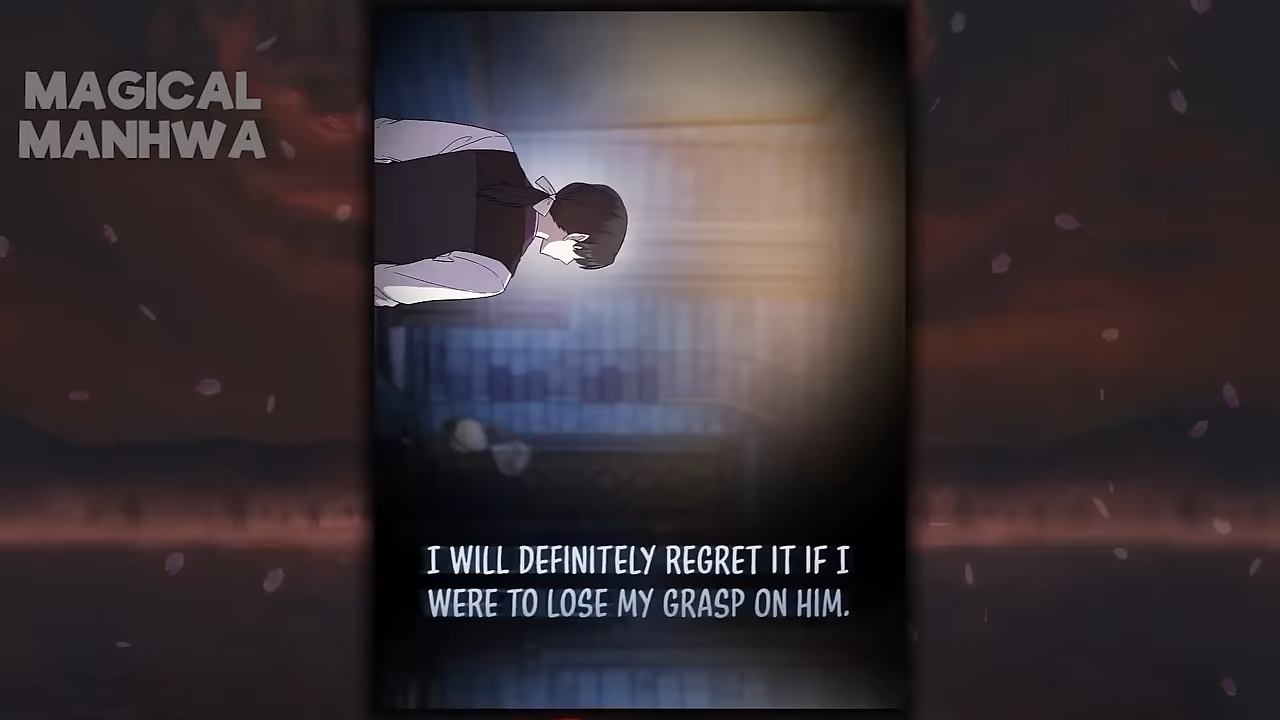 MAGICAL
MANHWA
I WILL DEFINITELY REGRET IT IF I
WERE TO LOSE MY GRASP ON HIM.